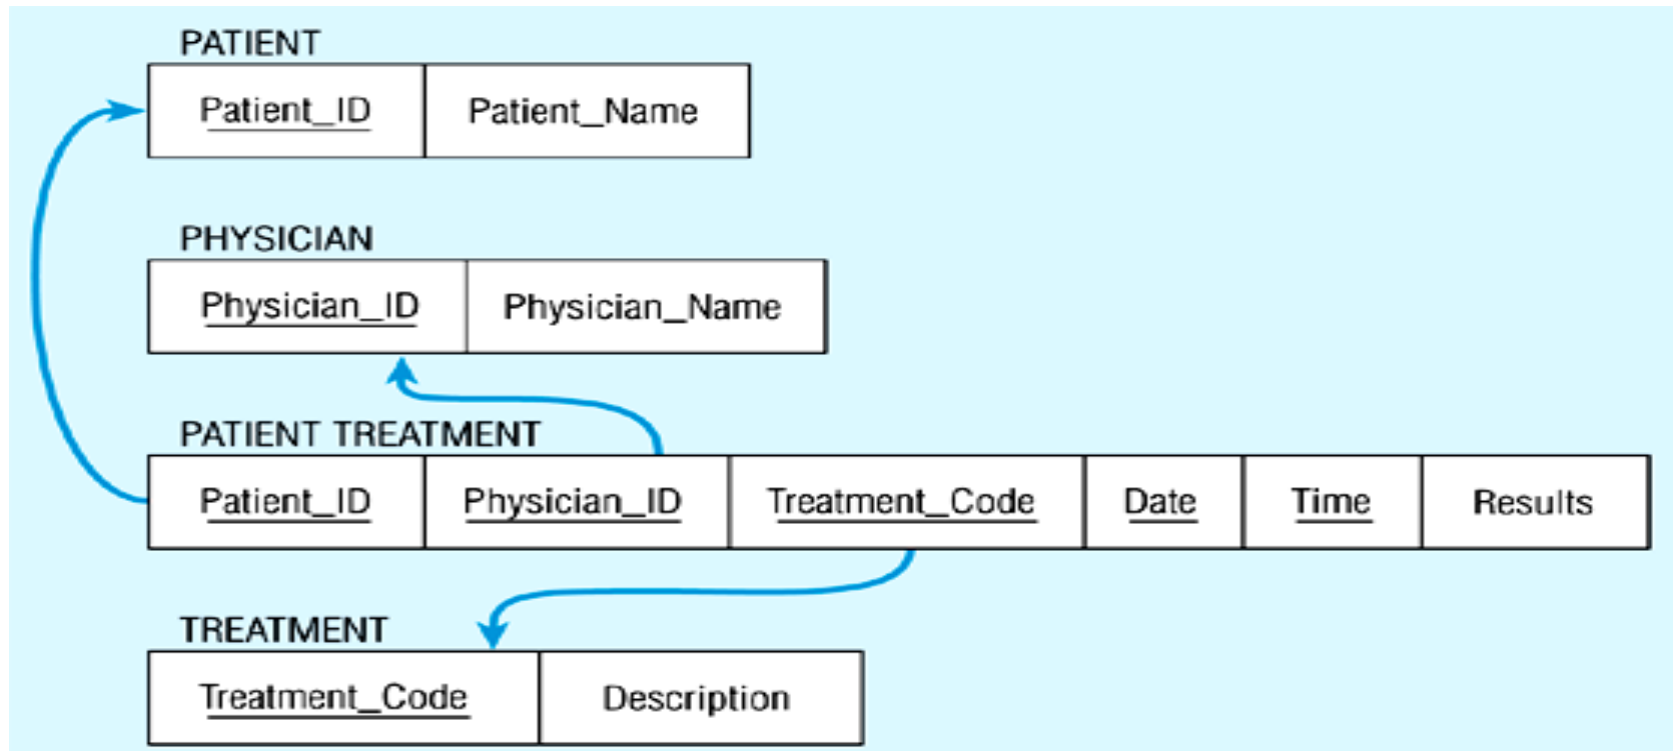 PATIENT
Patient_ID Patient_Name
PHYSICIAN
Physician_ID Physician_Name
PATIENT TREATMENT
Patient_ID Physician_ID Treatment_Code Date Time Results
TREATMENT
Treatment_Code Description